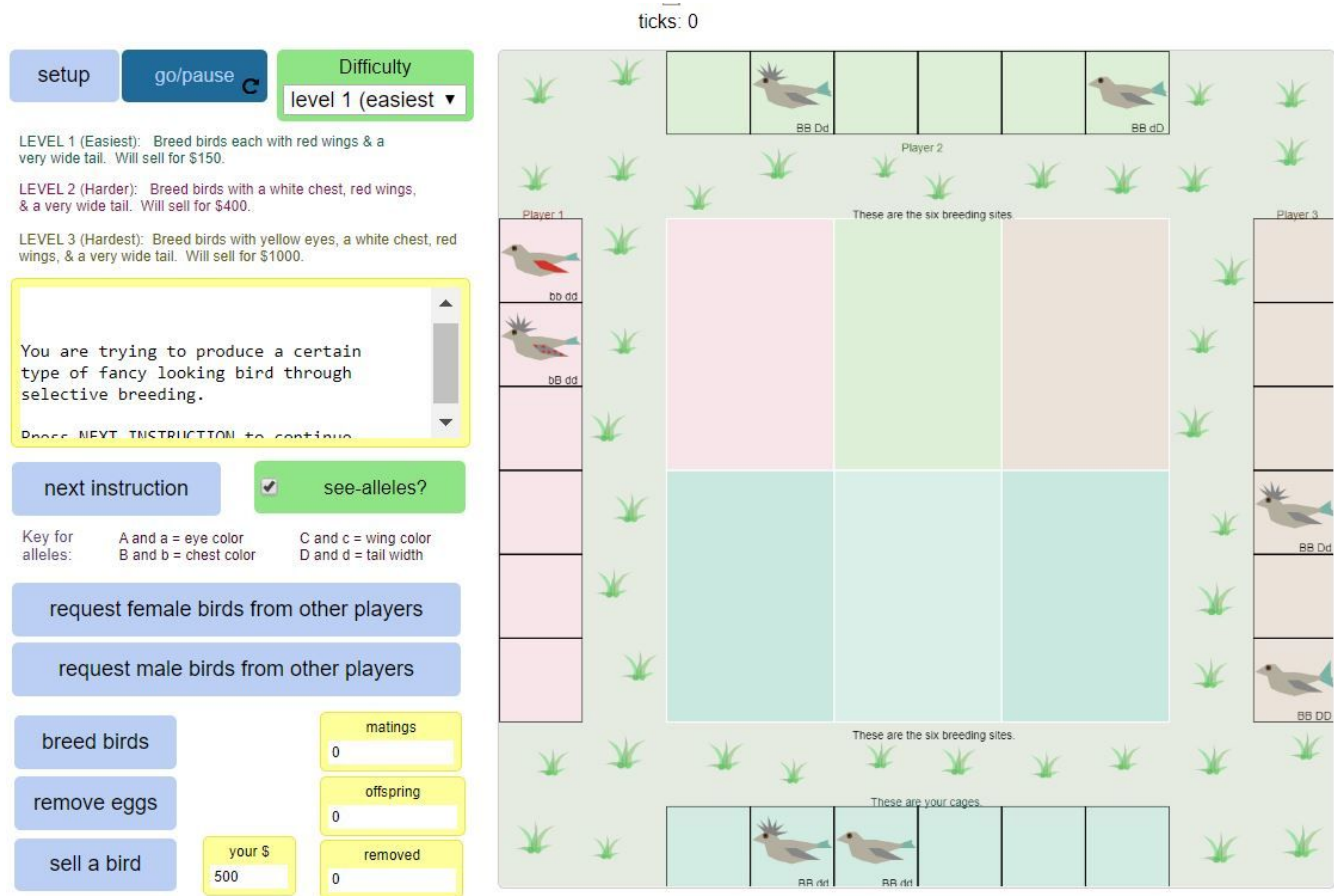 ticks: 0
setup
go/pause
Difficulty
level 1 (easiest
LEVEL 1 (Easiest): Breed birds each with red wings & a
very wide tail. Will sell for $150.
LEVEL 2 (Harder): Breed birds with a white chest, red wings,
& a very wide tail. Will sell for $400.
LEVEL 3 (Hardest): Breed birds with yellow eyes, a white chest, red
wings, & a very wide tail. Will sell for $1000.
You are trying to produce a certain
type of fancy looking bird through
selective breeding.
Press NEXT INSTRUCTION to continue
next instruction
see-alleles?
Key for
alleles:
A and a = eye color
B and b = chest color
C and c = wing color
D and d = tail width
request female birds from other players
request male birds from other players
breed birds
remove eggs
sell a bird
your $
500
matings
0
offspring
0
removed
0
BB Dd
BB dD
Player 2
Player 1
These are the six breeding sites.
Player 3
bb dd
bB dd
BB Dd
BB DD
These are the six breeding sites.
These are your cages.
BB dd
BB dd